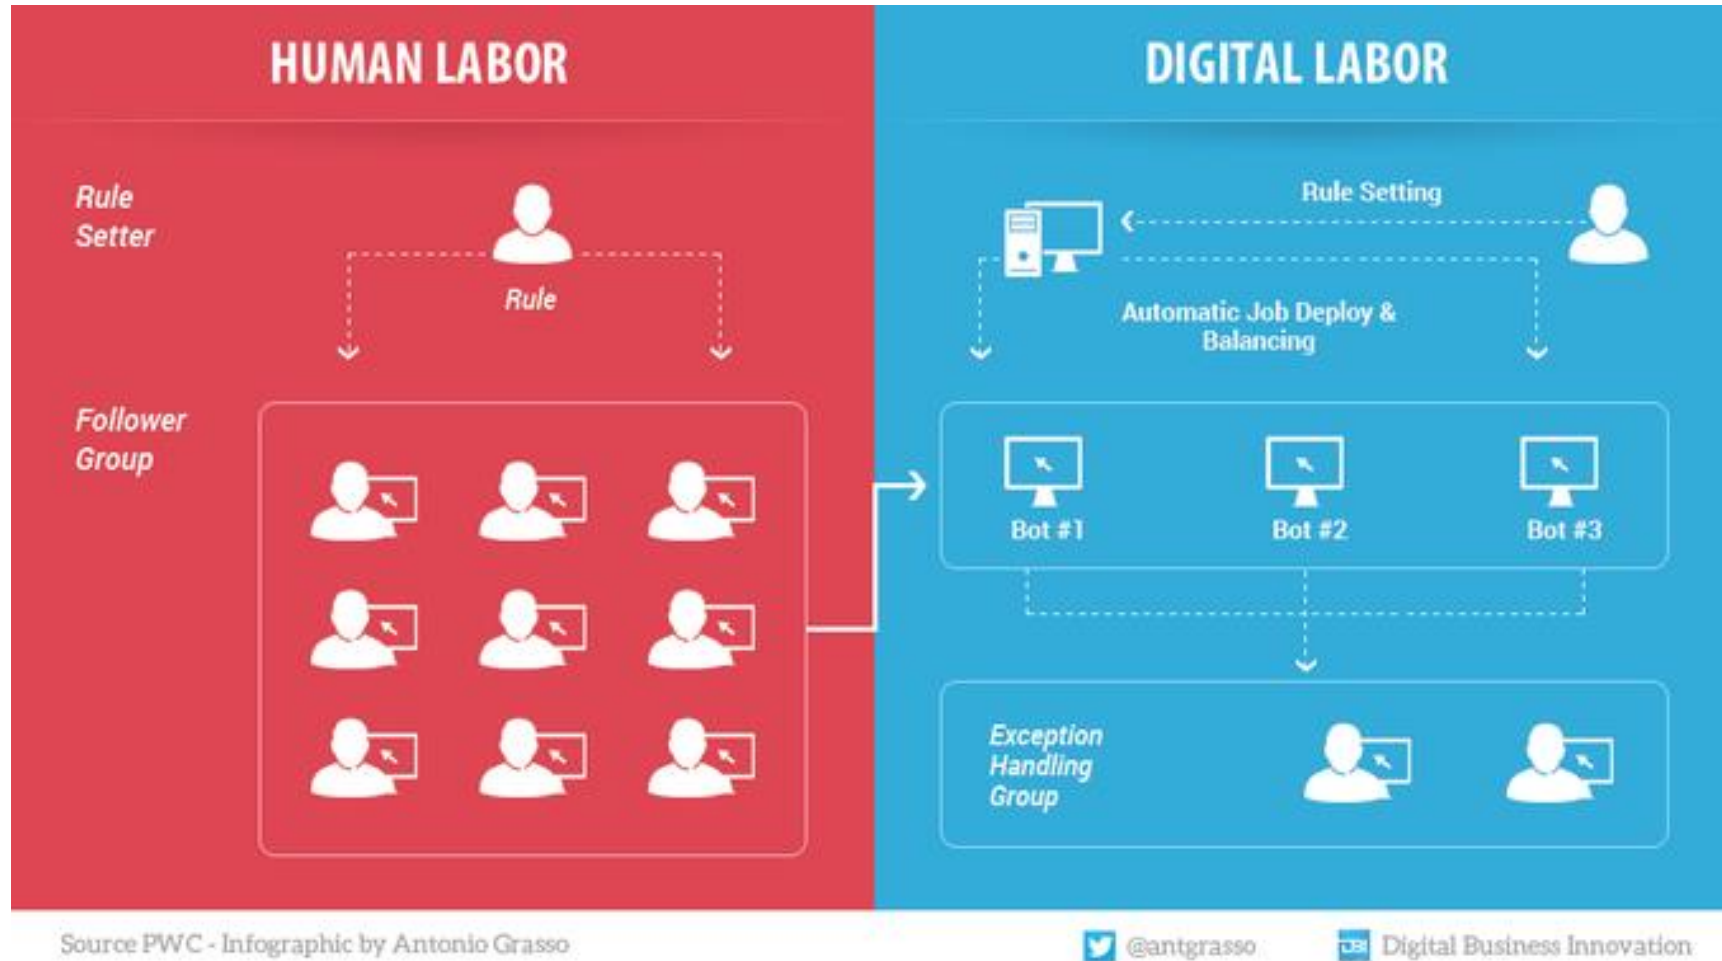 HUMAN LABOR
Rule
Setter
Rule
Follower
Group
DIGITAL LABOR
Rule Setting
Automatic Job Deploy &
Balancing
Bot #1
Bot #2
Bot #3
Exception
Handling
Group
Source PWC - Infographic by Antonio Grasso
@antgrasso
DBI
Digital Business Innovation